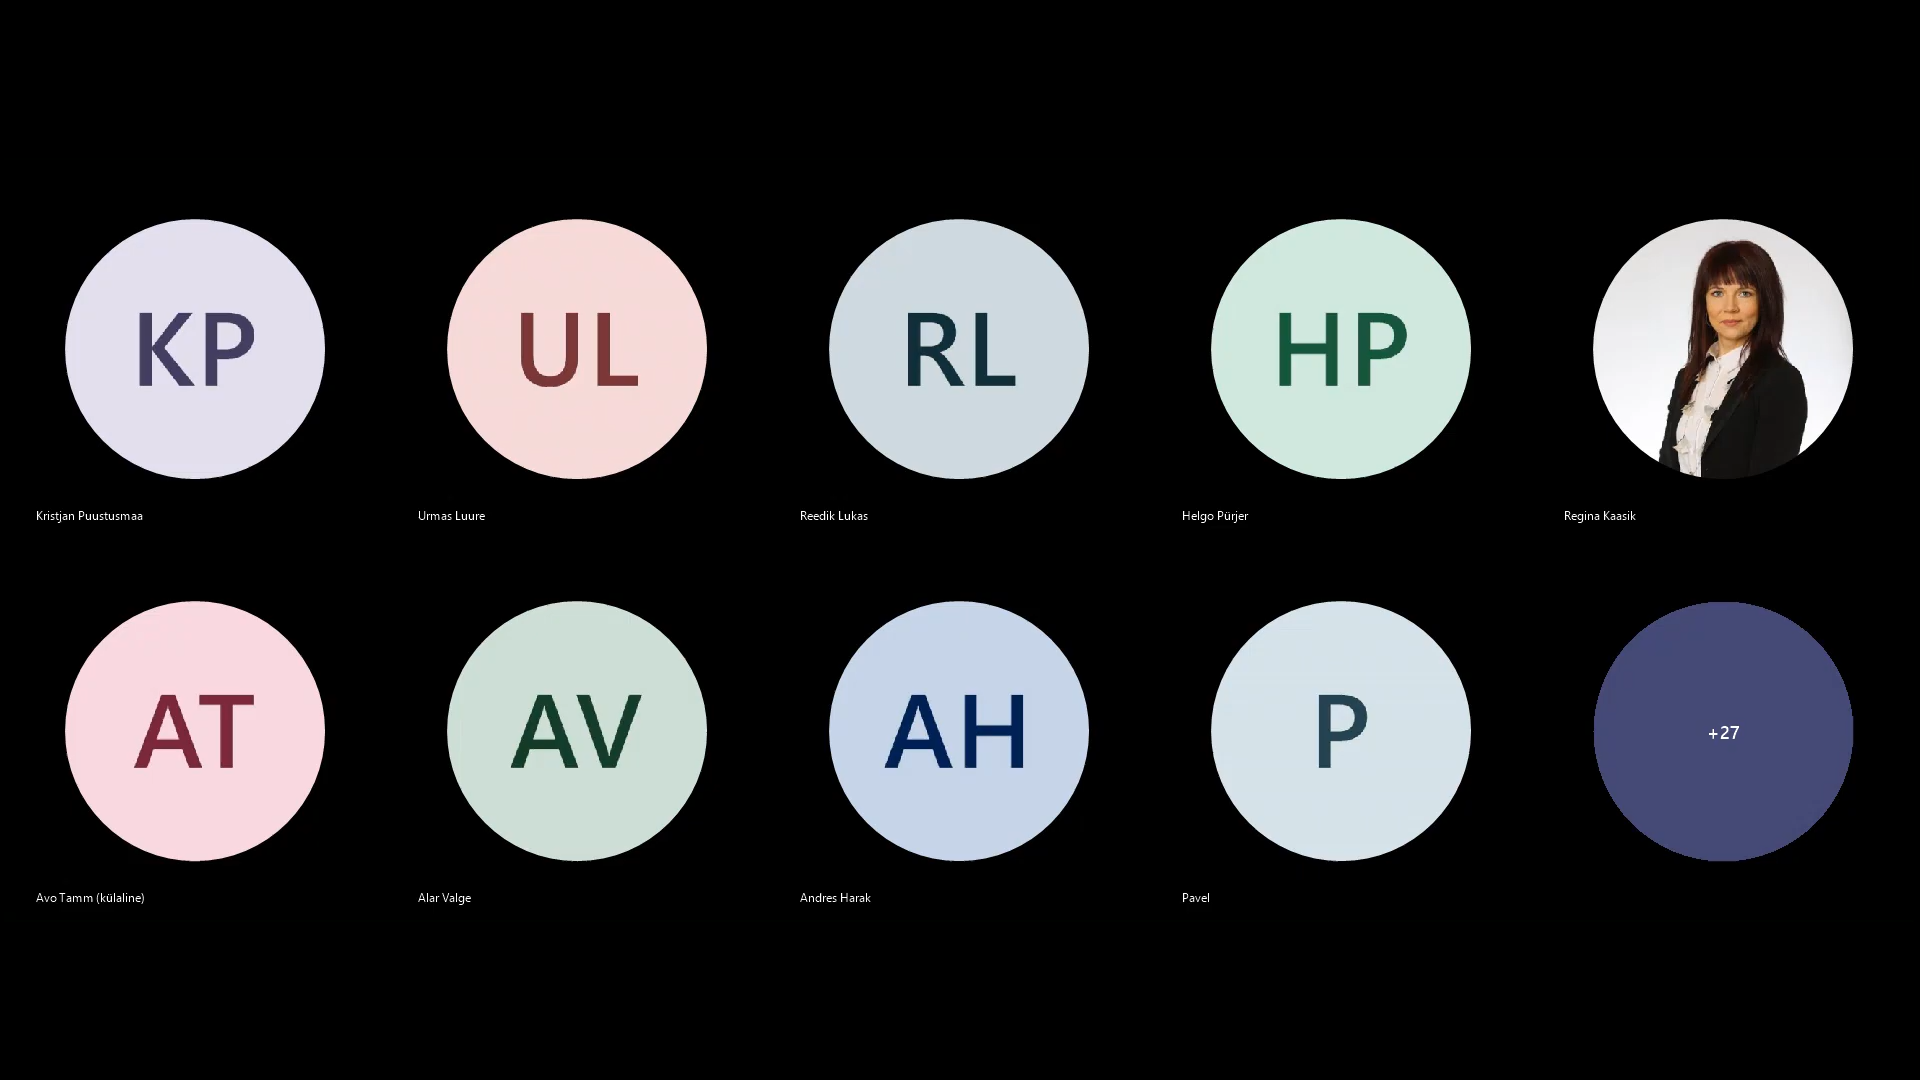 KP
UL
RL
HP
Kristjan Puustusmaa
Urmas Luure
Reedik Lukas
Helgo Pürjer
Regina Kaasik
AT
AV
AH
P
+27
Avo Tamm (külaline)
Alar Valge
Andres Harak
Pavel